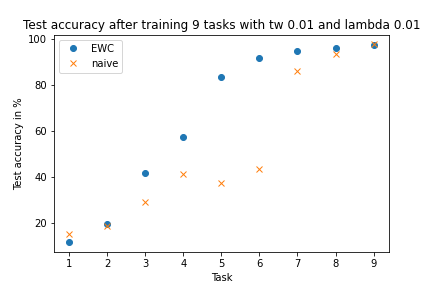 Test accuracy after training 9 tasks with tw 0.01 and lambda 0.01
EWC
naive
100
80
60
40
20
Test accuracy in %
1 2 3 4 5 6 7 8 9
Task